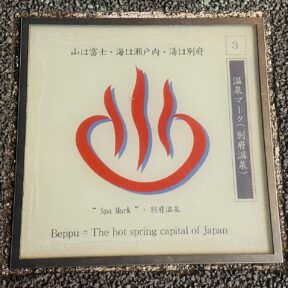 山は富士・海は瀬戸内・湯は別府
3
温泉マーク(別府温泉)
“ Spa Mark ” - 別府温泉
Beppu = The hot spring capital of Japan